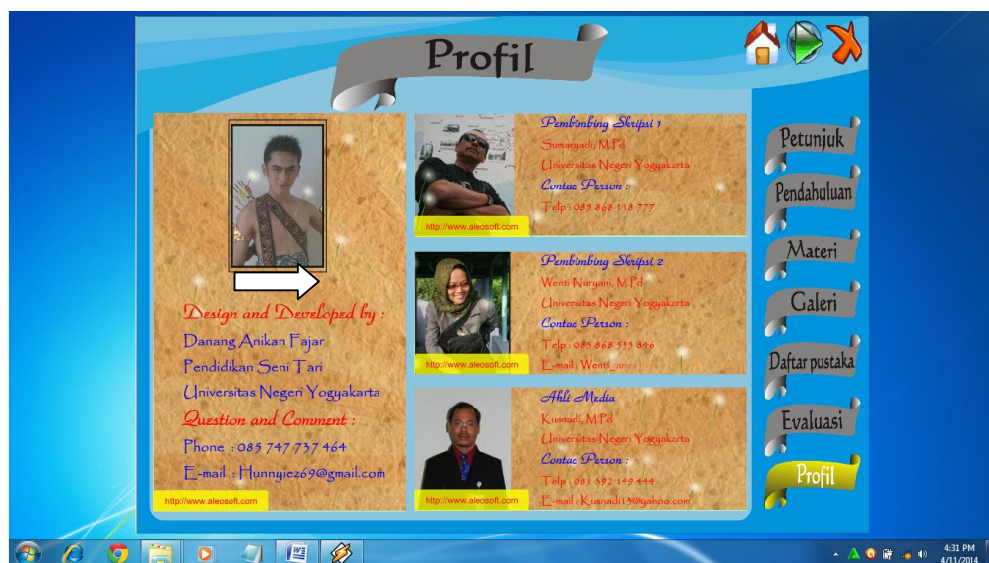 Profil
Design and Developed by :
Danang Anikan Fajar
Pendidikan Seni Tari
Universitas Negeri Yogyakarta
Question and Comment :
Phone : 085 747 737 464
E-mail : Hunnyiez69@gmail.com
http://www.aleosoft.com
Pembimbing Skripsi 1
Sumaryadi, M.Pd
Universitas Negeri Yogyakarta
Contac Person :
Telp : 085 868 118 777
http://www.aleosoft.com
Pembimbing Skripsi 2
Wenti Nuryani, M.Pd
Universitas Negeri Yogyakarta
Contac Person :
Telp : 085 868 535 846
E-mail : Wenti
http://www.aleosoft.com
Ahli Media
Kusnadi, M.Pd
Universitas Negeri Yogyakarta
Contac Person :
Telp : 081 392 149 444
E-mail : Kusnadi13@yahoo.com
http://www.aleosoft.com
Petunjuk
Pendahuluan
Materi
Galeri
Daftar pustaka
Evaluasi
Profil
4:31 PM
4/11/2014